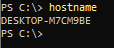 PS C:\> hostname
DESKTOP-M7CM9BE
PS C:\>